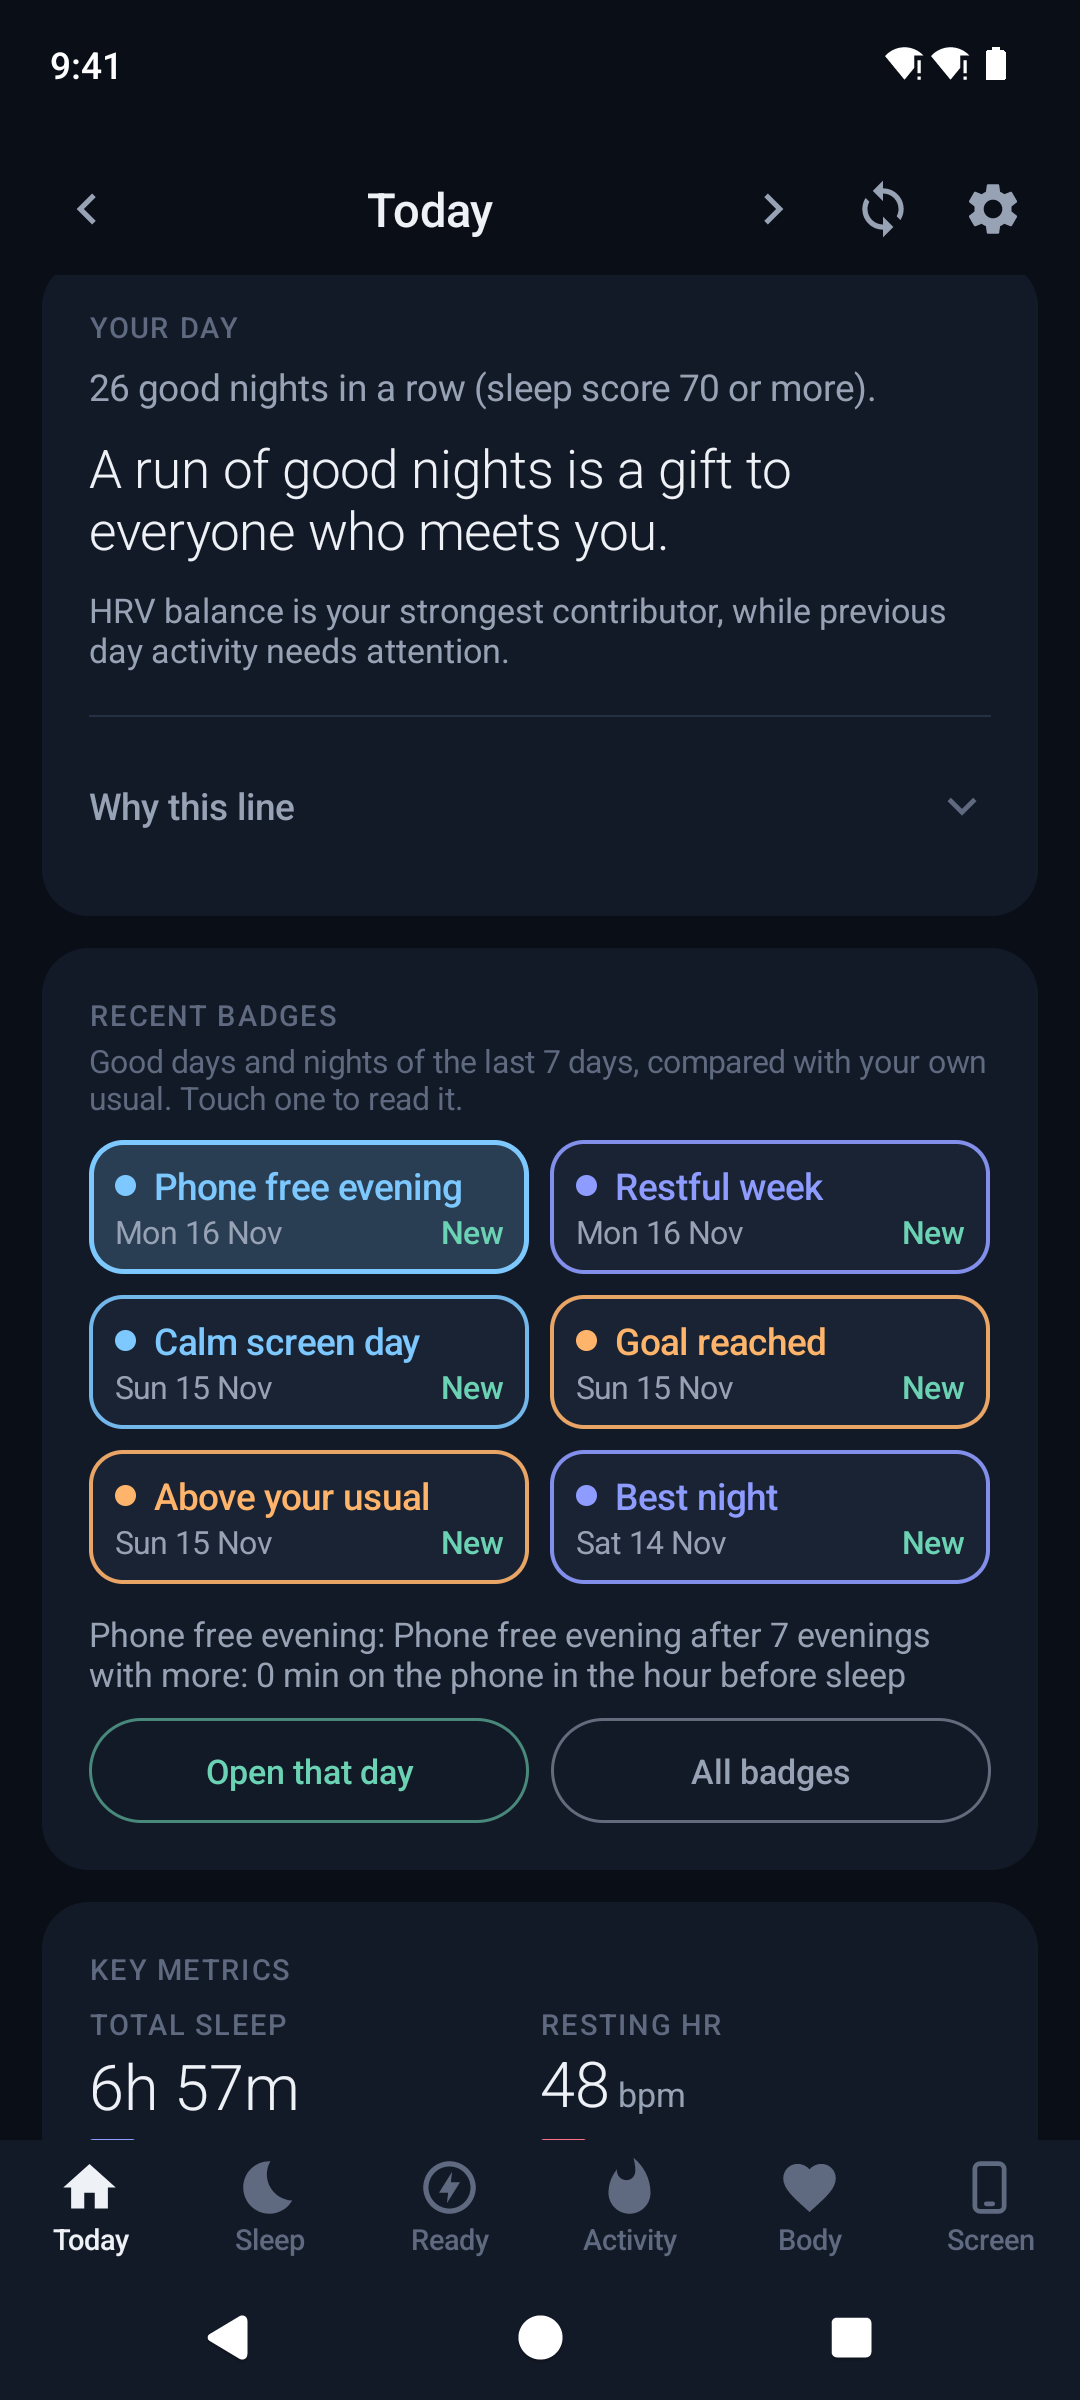 9:41
Today
YOUR DAY
26 good nights in a row (sleep score 70 or more).
A run of good nights is a gift to
everyone who meets you.
HRV balance is your strongest contributor, while previous
day activity needs attention.
Why this line
RECENT BADGES
Good days and nights of the last 7 days, compared with your own
usual. Touch one to read it.
Phone free evening
Mon 16 Nov New
Restful week
Mon 16 Nov New
Calm screen day
Sun 15 Nov New
Goal reached
Sun 15 Nov New
Above your usual
Sun 15 Nov New
Best night
Sat 14 Nov New
Phone free evening: Phone free evening after 7 evenings
with more: 0 min on the phone in the hour before sleep
Open that day
All badges
KEY METRICS
TOTAL SLEEP
6h 57m
RESTING HR
48 bpm
Today
Sleep
Ready
Activity
Body
Screen